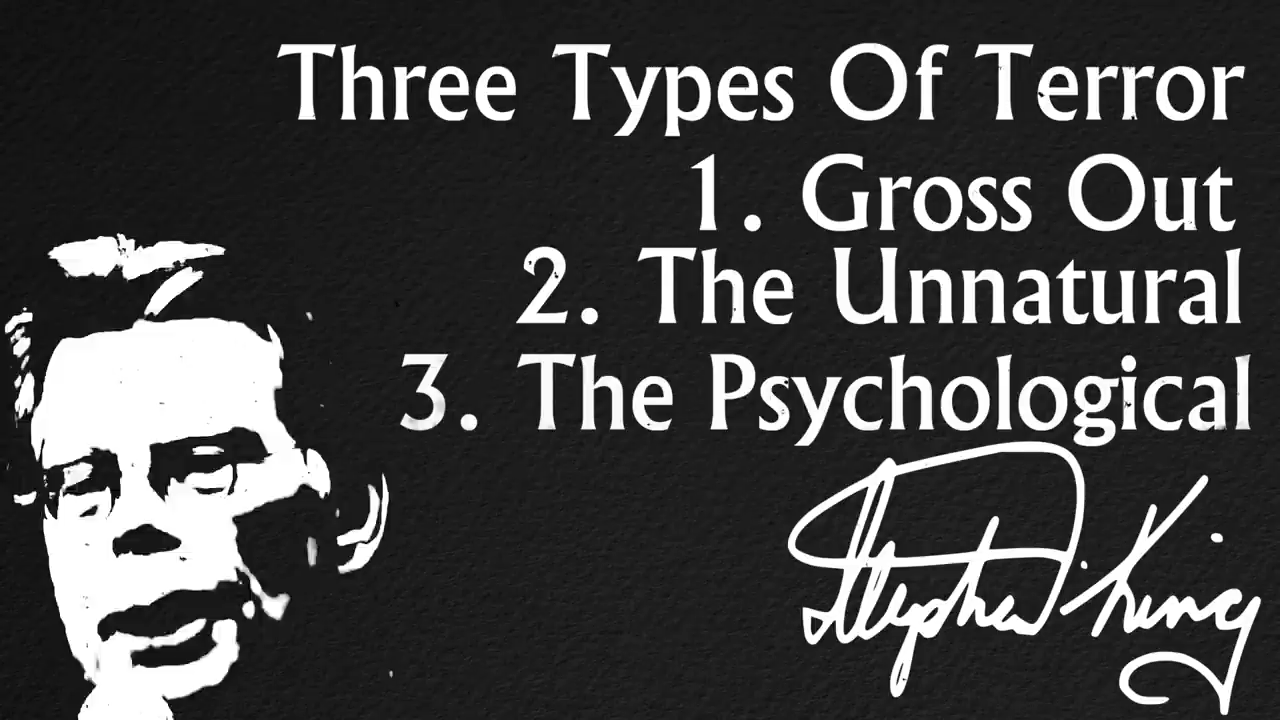 Three Types Of Terror
1. Gross Out
2. The Unnatural
3. The Psychological
Stephen King